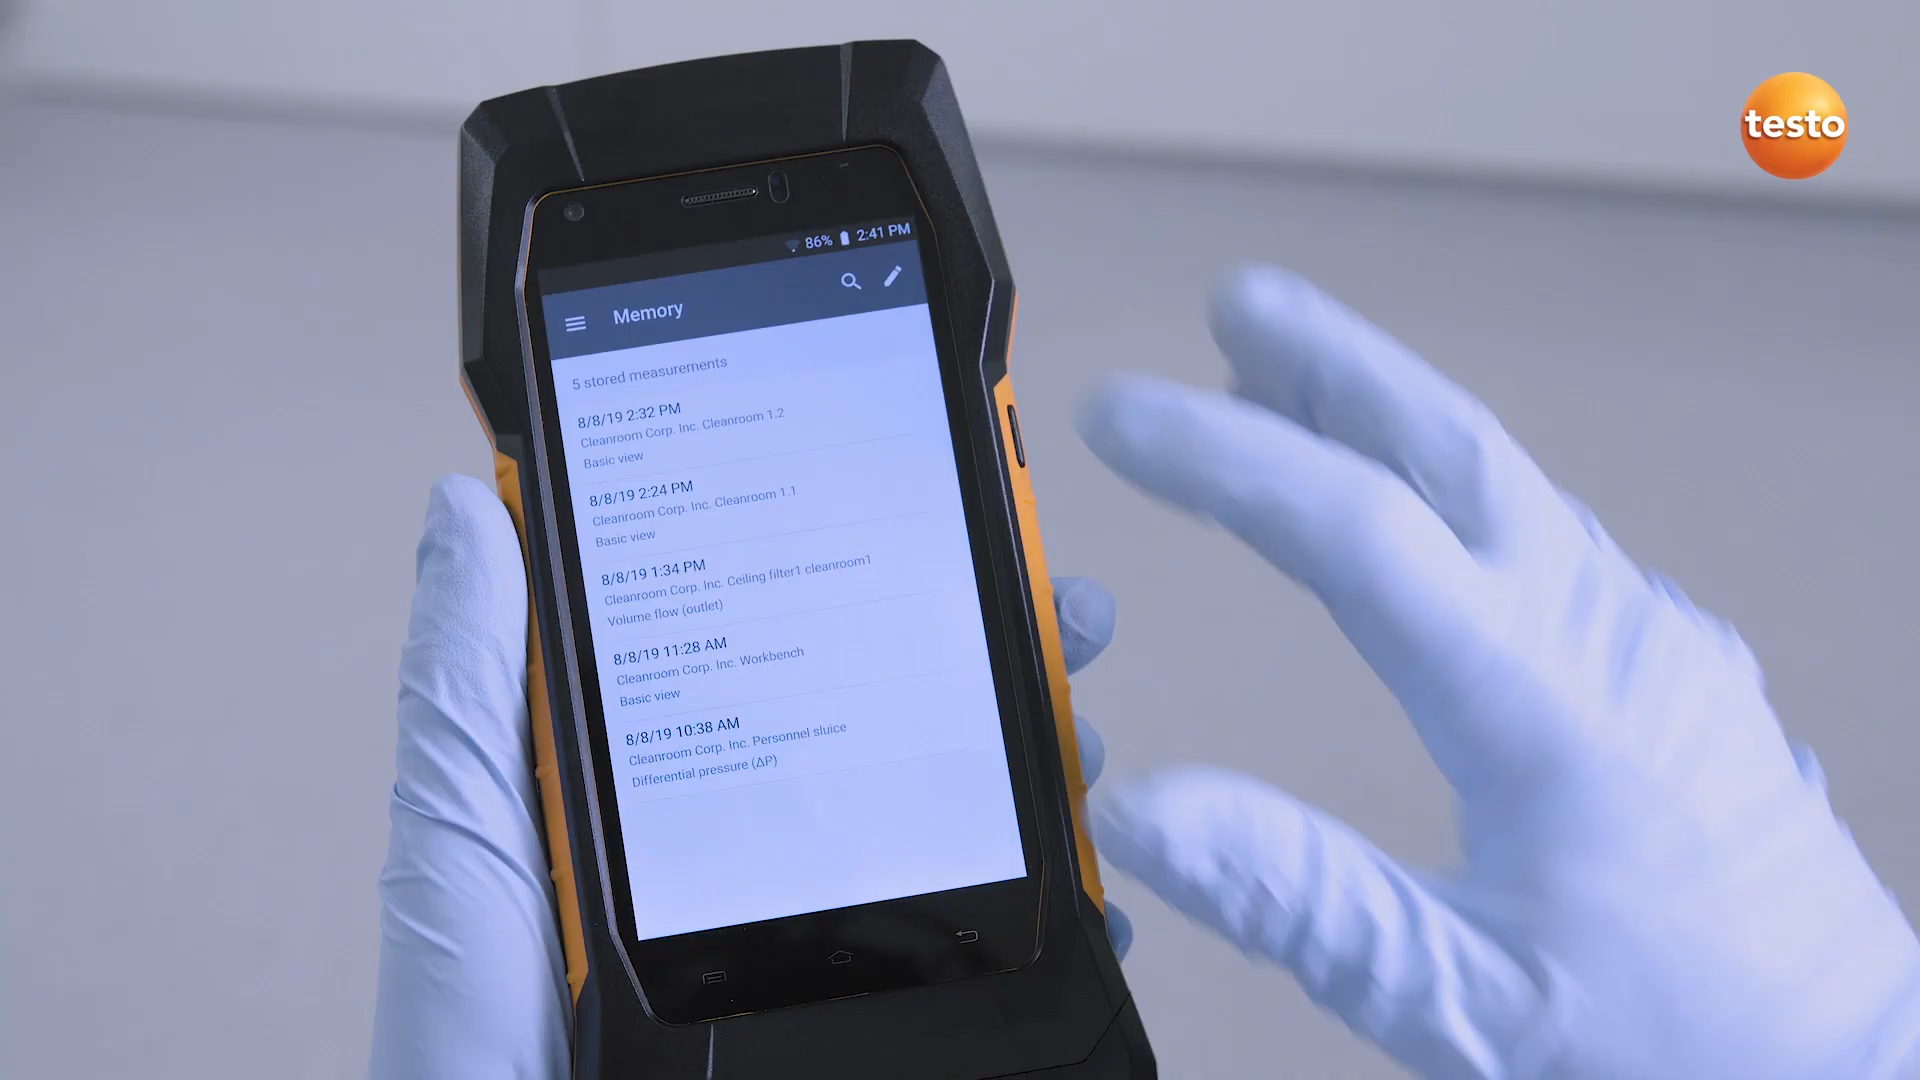 testo
86% 2:41 PM
Memory
5 stored measurements
8/8/19 2:32 PM
Cleanroom Corp. Inc. Cleanroom 1.2
Basic view
8/8/19 2:24 PM
Cleanroom Corp. Inc. Cleanroom 1.1
Basic view
8/8/19 1:34 PM
Cleanroom Corp. Inc. Ceiling filter1 cleanroom1
Volume flow (outlet)
8/8/19 11:28 AM
Cleanroom Corp. Inc. Workbench
Basic view
8/8/19 10:38 AM
Cleanroom Corp. Inc. Personnel sluice
Differential pressure (ΔP)